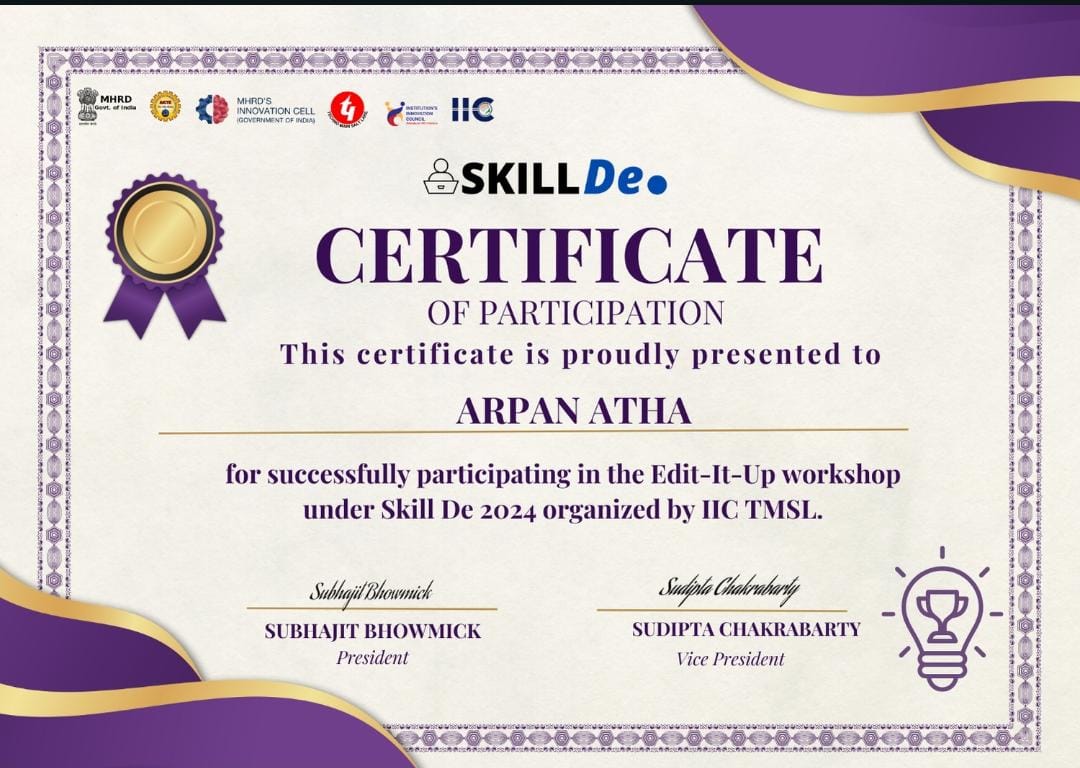 MHRD
Govt. of India
AICTE
MHRD'S
INNOVATION CELL
(GOVERNMENT OF INDIA)
INSTITUTION'S
INNOVATION
COUNCIL
IIC
SKILL De
CERTIFICATE
OF PARTICIPATION
This certificate is proudly presented to
ARPAN ATHA
for successfully participating in the Edit-It-Up workshop
under Skill De 2024 organized by IIC TMSL.
Subhajit Bhowmick
Sudipta Chakrabarty
SUBHAJIT BHOWMICK
SUDIPTA CHAKRABARTY
President
Vice President